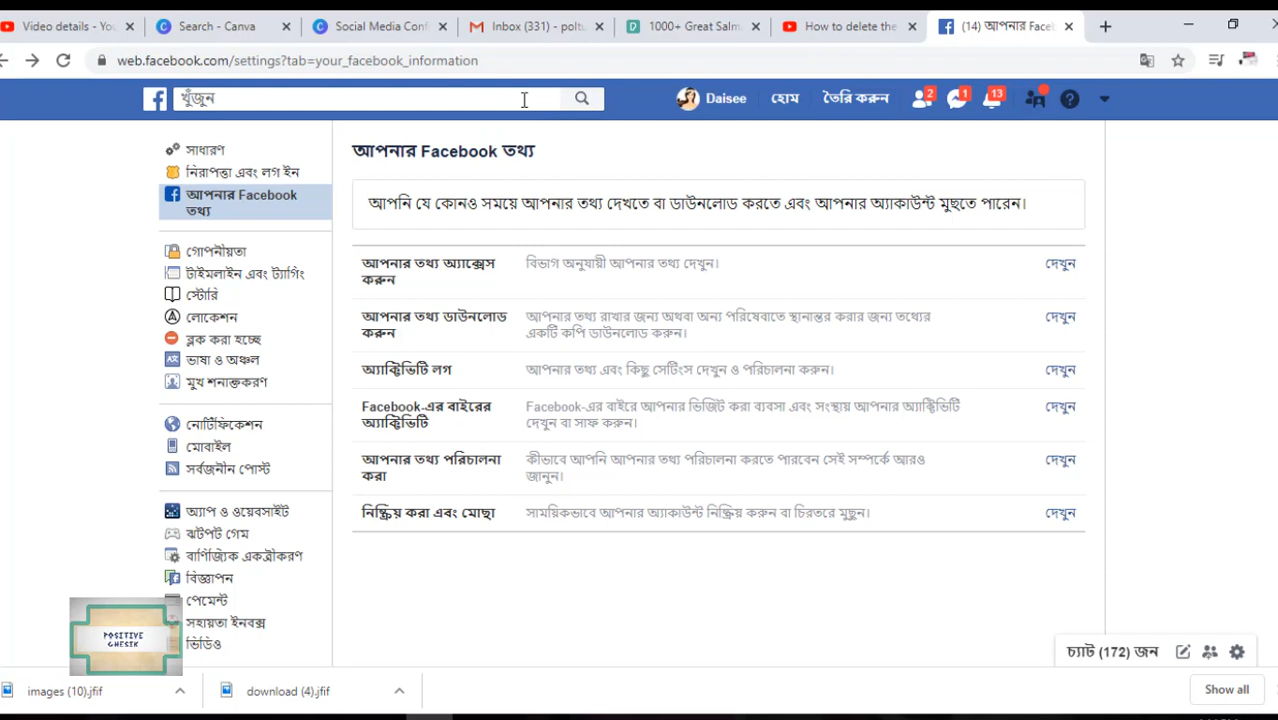 Video details - Yo
Search - Canva
Social Media Con
Inbox (331) - poltu
1000+ Great Salm
How to delete the
(14) আপনার Facet
web.facebook.com/settings?tab=your_facebook_information
খুঁজুন
Daisee
হোম
তৈরি করুন
2
1
13
সাধারণ
নিরাপত্তা এবং লগ ইন
আপনার Facebook
তথ্য
গোপনীয়তা
টাইমলাইন এবং ট্যাগিং
স্টোরি
লোকেশন
ব্লক করা হচ্ছে
ভাষা ও অঞ্চল
মুখ শনাক্তকরণ
নোটিফিকেশন
মোবাইল
সর্বজনীন পোস্ট
অ্যাপ ও ওয়েবসাইট
ঝটপট গেম
বাণিজ্যিক একত্রীকরণ
বিজ্ঞাপন
পেমেন্ট
সহায়তা ইনবক্স
ভিডিও
আপনার Facebook তথ্য
আপনি যে কোনও সময়ে আপনার তথ্য দেখতে বা ডাউনলোড করতে এবং আপনার অ্যাকাউন্ট মুছতে পারেন।
আপনার তথ্য অ্যাক্সেস
করুন
বিভাগ অনুযায়ী আপনার তথ্য দেখুন।
দেখুন
আপনার তথ্য ডাউনলোড
করুন
আপনার তথ্য রাখার জন্য অথবা অন্য পরিষেবাতে স্থানান্তর করার জন্য তথ্যের
একটি কপি ডাউনলোড করুন।
দেখুন
অ্যাক্টিভিটি লগ
আপনার তথ্য এবং কিছু সেটিংস দেখুন ও পরিচালনা করুন।
দেখুন
Facebook-এর বাইরের
অ্যাক্টিভিটি
Facebook-এর বাইরে আপনার ভিজিট করা ব্যবসা এবং সংস্থায় আপনার অ্যাক্টিভিটি
দেখুন বা সাফ করুন।
দেখুন
আপনার তথ্য পরিচালনা
করা
কীভাবে আপনি আপনার তথ্য পরিচালনা করতে পারবেন সেই সম্পর্কে আরও
জানুন।
দেখুন
নিষ্ক্রিয় করা এবং মোছা
সাময়িকভাবে আপনার অ্যাকাউন্ট নিষ্ক্রিয় করুন বা চিরতরে মুছুন।
দেখুন
POSITIVE
GHESIK
চ্যাট (172) জন
images (10).jfif
download (4).jfif
Show all